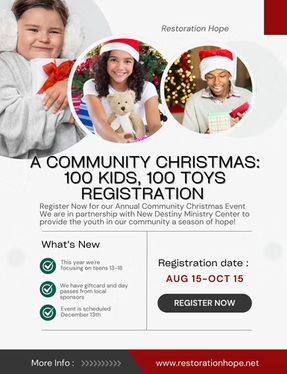 Restoration Hope
A COMMUNITY CHRISTMAS:
100 KIDS, 100 TOYS
REGISTRATION
Register Now for our Annual Community Christmas Event
We are in partnership with New Destiny Ministry Center to
provide the youth in our community a season of hope!
What's New
This year we're
focusing on teens 13-18
We have giftcard and day
passes from local
sponsors
Event is scheduled
December 13th
Registration date :
AUG 15-OCT 15
REGISTER NOW
More Info : >>>>>>>>>>
www.restorationhope.net